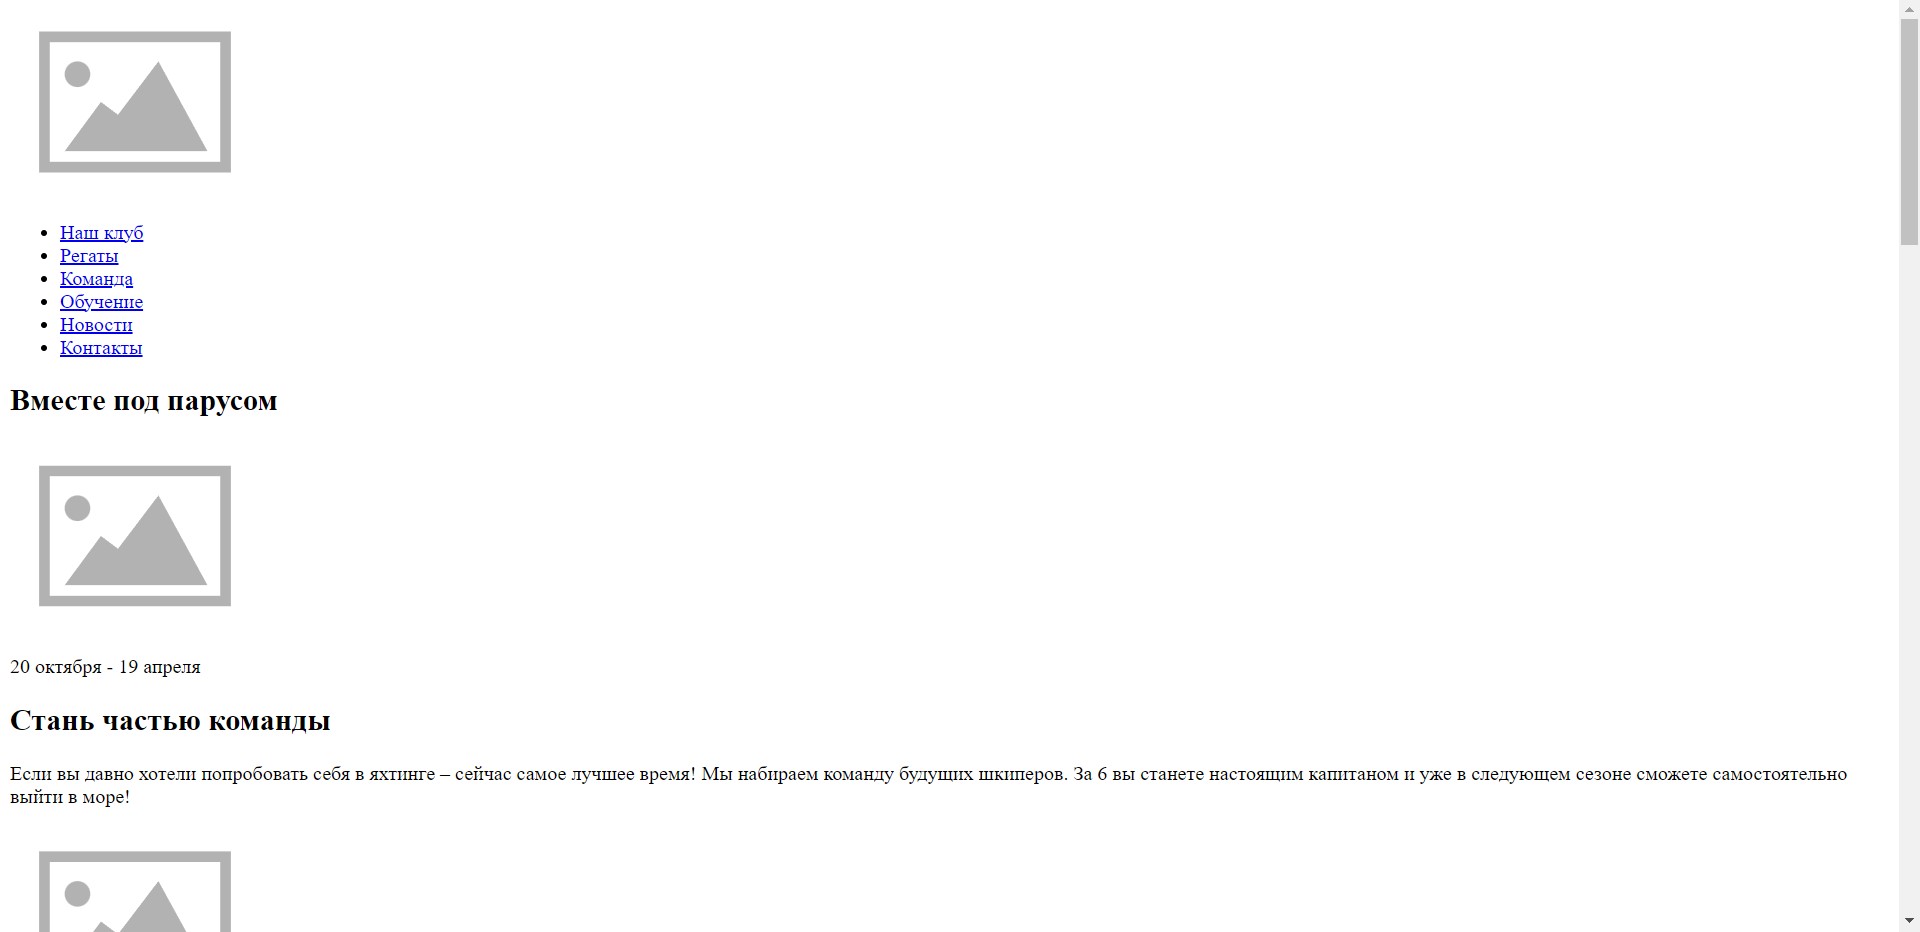 Наш клуб
Регаты
Команда
Обучение
Новости
Контакты
Вместе под парусом
20 октября - 19 апреля
Стань частью команды
Если вы давно хотели попробовать себя в яхтинге – сейчас самое лучшее время! Мы набираем команду будущих шкиперов. За 6 вы станете настоящим капитаном и уже в следующем сезоне сможете самостоятельно
выйти в море!